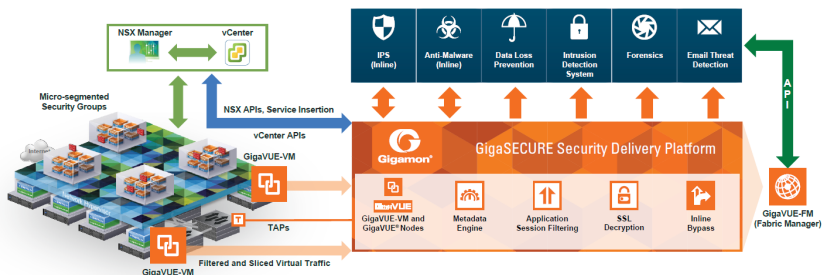 NSX Manager
vCenter
IPS
(Inline)
Anti-Malware
(Inline)
Data Loss
Prevention
Intrusion
Detection
System
Forensics
Email Threat
Detection
API
Micro-segmented
Security Groups
NSX APIs, Service Insertion
vCenter APIs
Internet
GigaVUE-VM
Gigamon®
GigaSECURE Security Delivery Platform
GigaVUE
GigaVUE-VM and
GigaVUE® Nodes
Metadata
Engine
Application
Session Filtering
SSL
Decryption
Inline
Bypass
GigaVUE-FM
(Fabric Manager)
T
TAPs
Filtered and Sliced Virtual Traffic
GigaVUE-VM